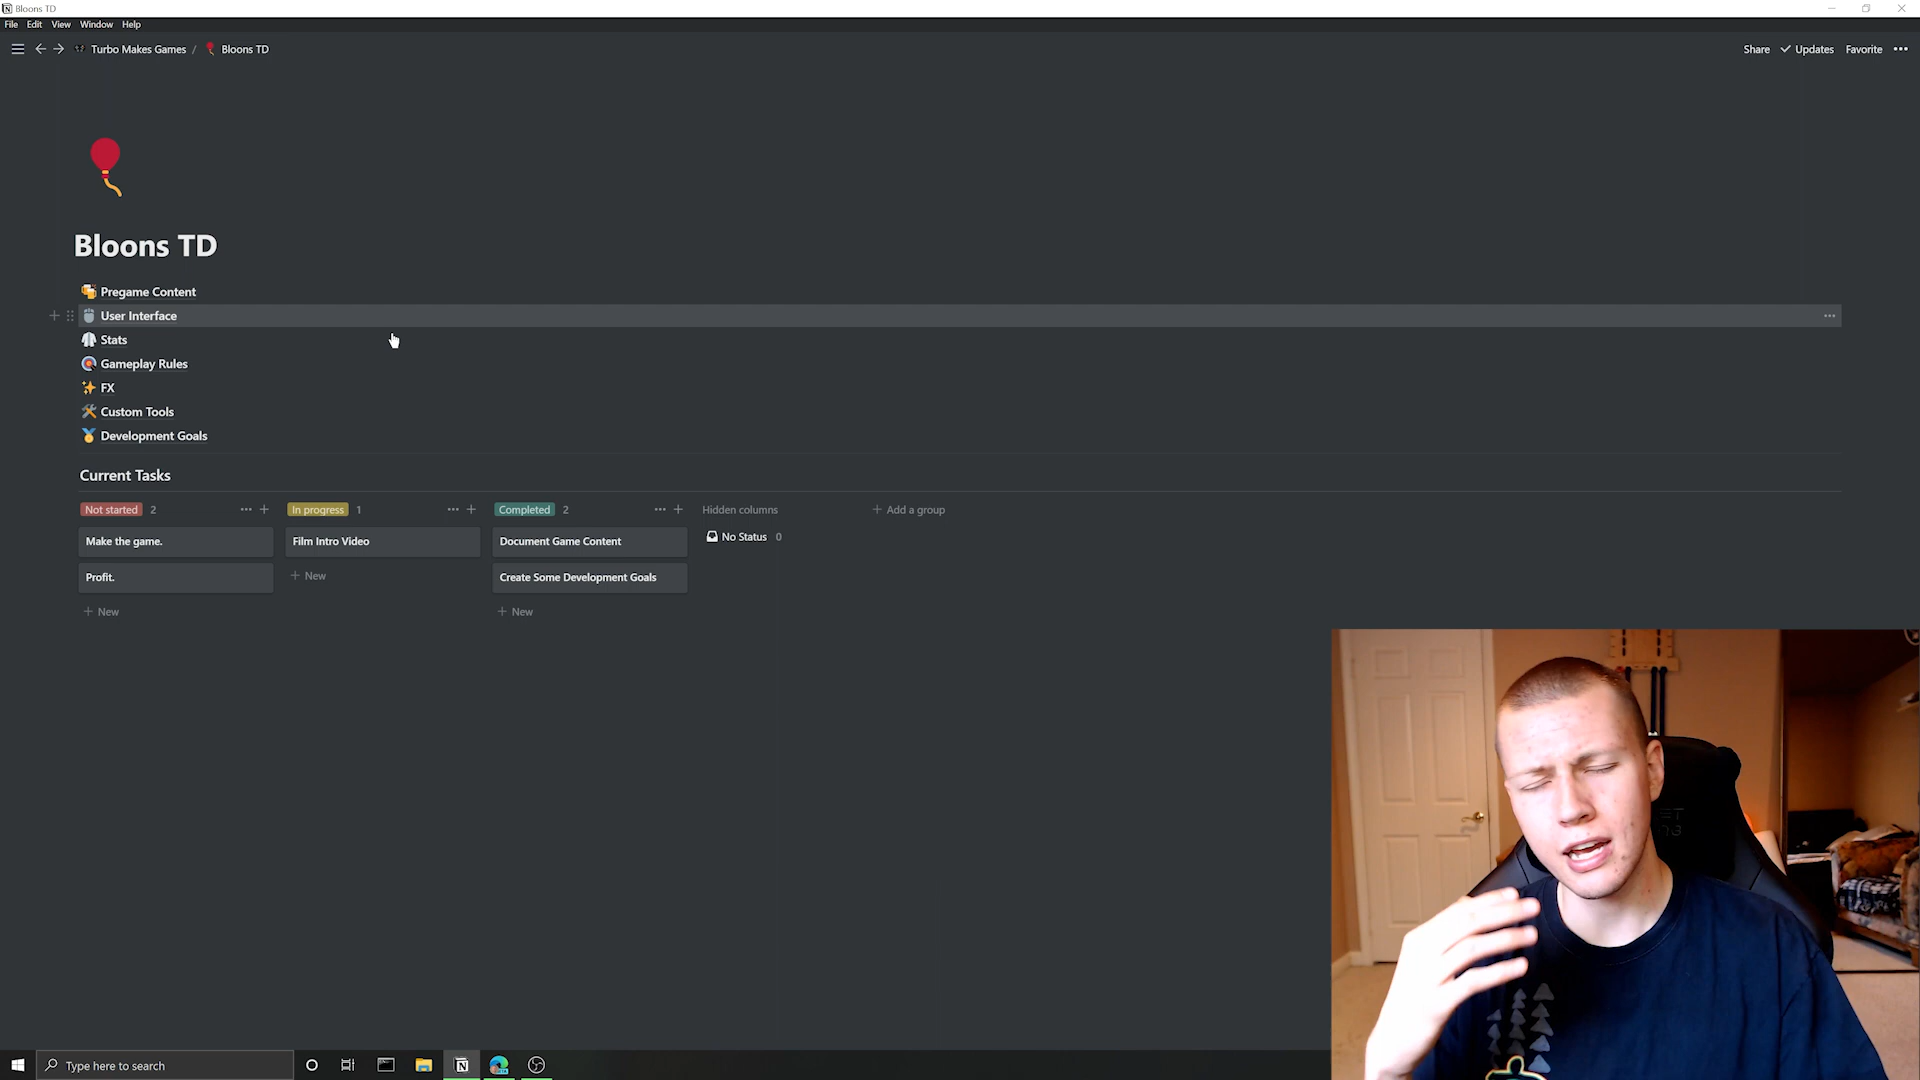 Bloons TD
File Edit View Window Help
Turbo Makes Games / Bloons TD
Share Updates Favorite
Bloons TD
Pregame Content
User Interface
Stats
Gameplay Rules
FX
Custom Tools
Development Goals
Current Tasks
Not started 2
In progress 1
Completed 2
Hidden columns
Add a group
Make the game.
Film Intro Video
Document Game Content
No Status 0
Profit.
New
Create Some Development Goals
New
New
Type here to search